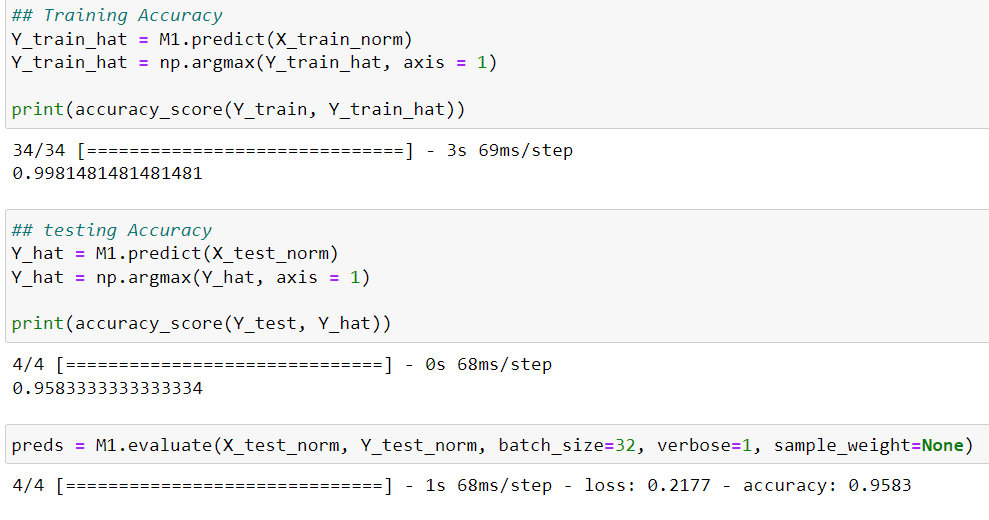 ## Training Accuracy
Y_train_hat = M1.predict(X_train_norm)
Y_train_hat = np.argmax(Y_train_hat, axis = 1)
print(accuracy_score(Y_train, Y_train_hat))
34/34 [==============================] - 3s 69ms/step
0.9981481481481481
## testing Accuracy
Y_hat = M1.predict(X_test_norm)
Y_hat = np.argmax(Y_hat, axis = 1)
print(accuracy_score(Y_test, Y_hat))
4/4 [==============================] - 0s 68ms/step
0.9583333333333334
preds = M1.evaluate(X_test_norm, Y_test_norm, batch_size=32, verbose=1, sample_weight=None)
4/4 [==============================] - 1s 68ms/step - loss: 0.2177 - accuracy: 0.9583